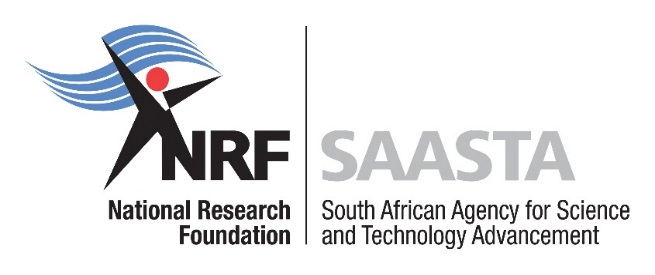 NRF
National Research
Foundation
SAASTA
South African Agency for Science
and Technology Advancement